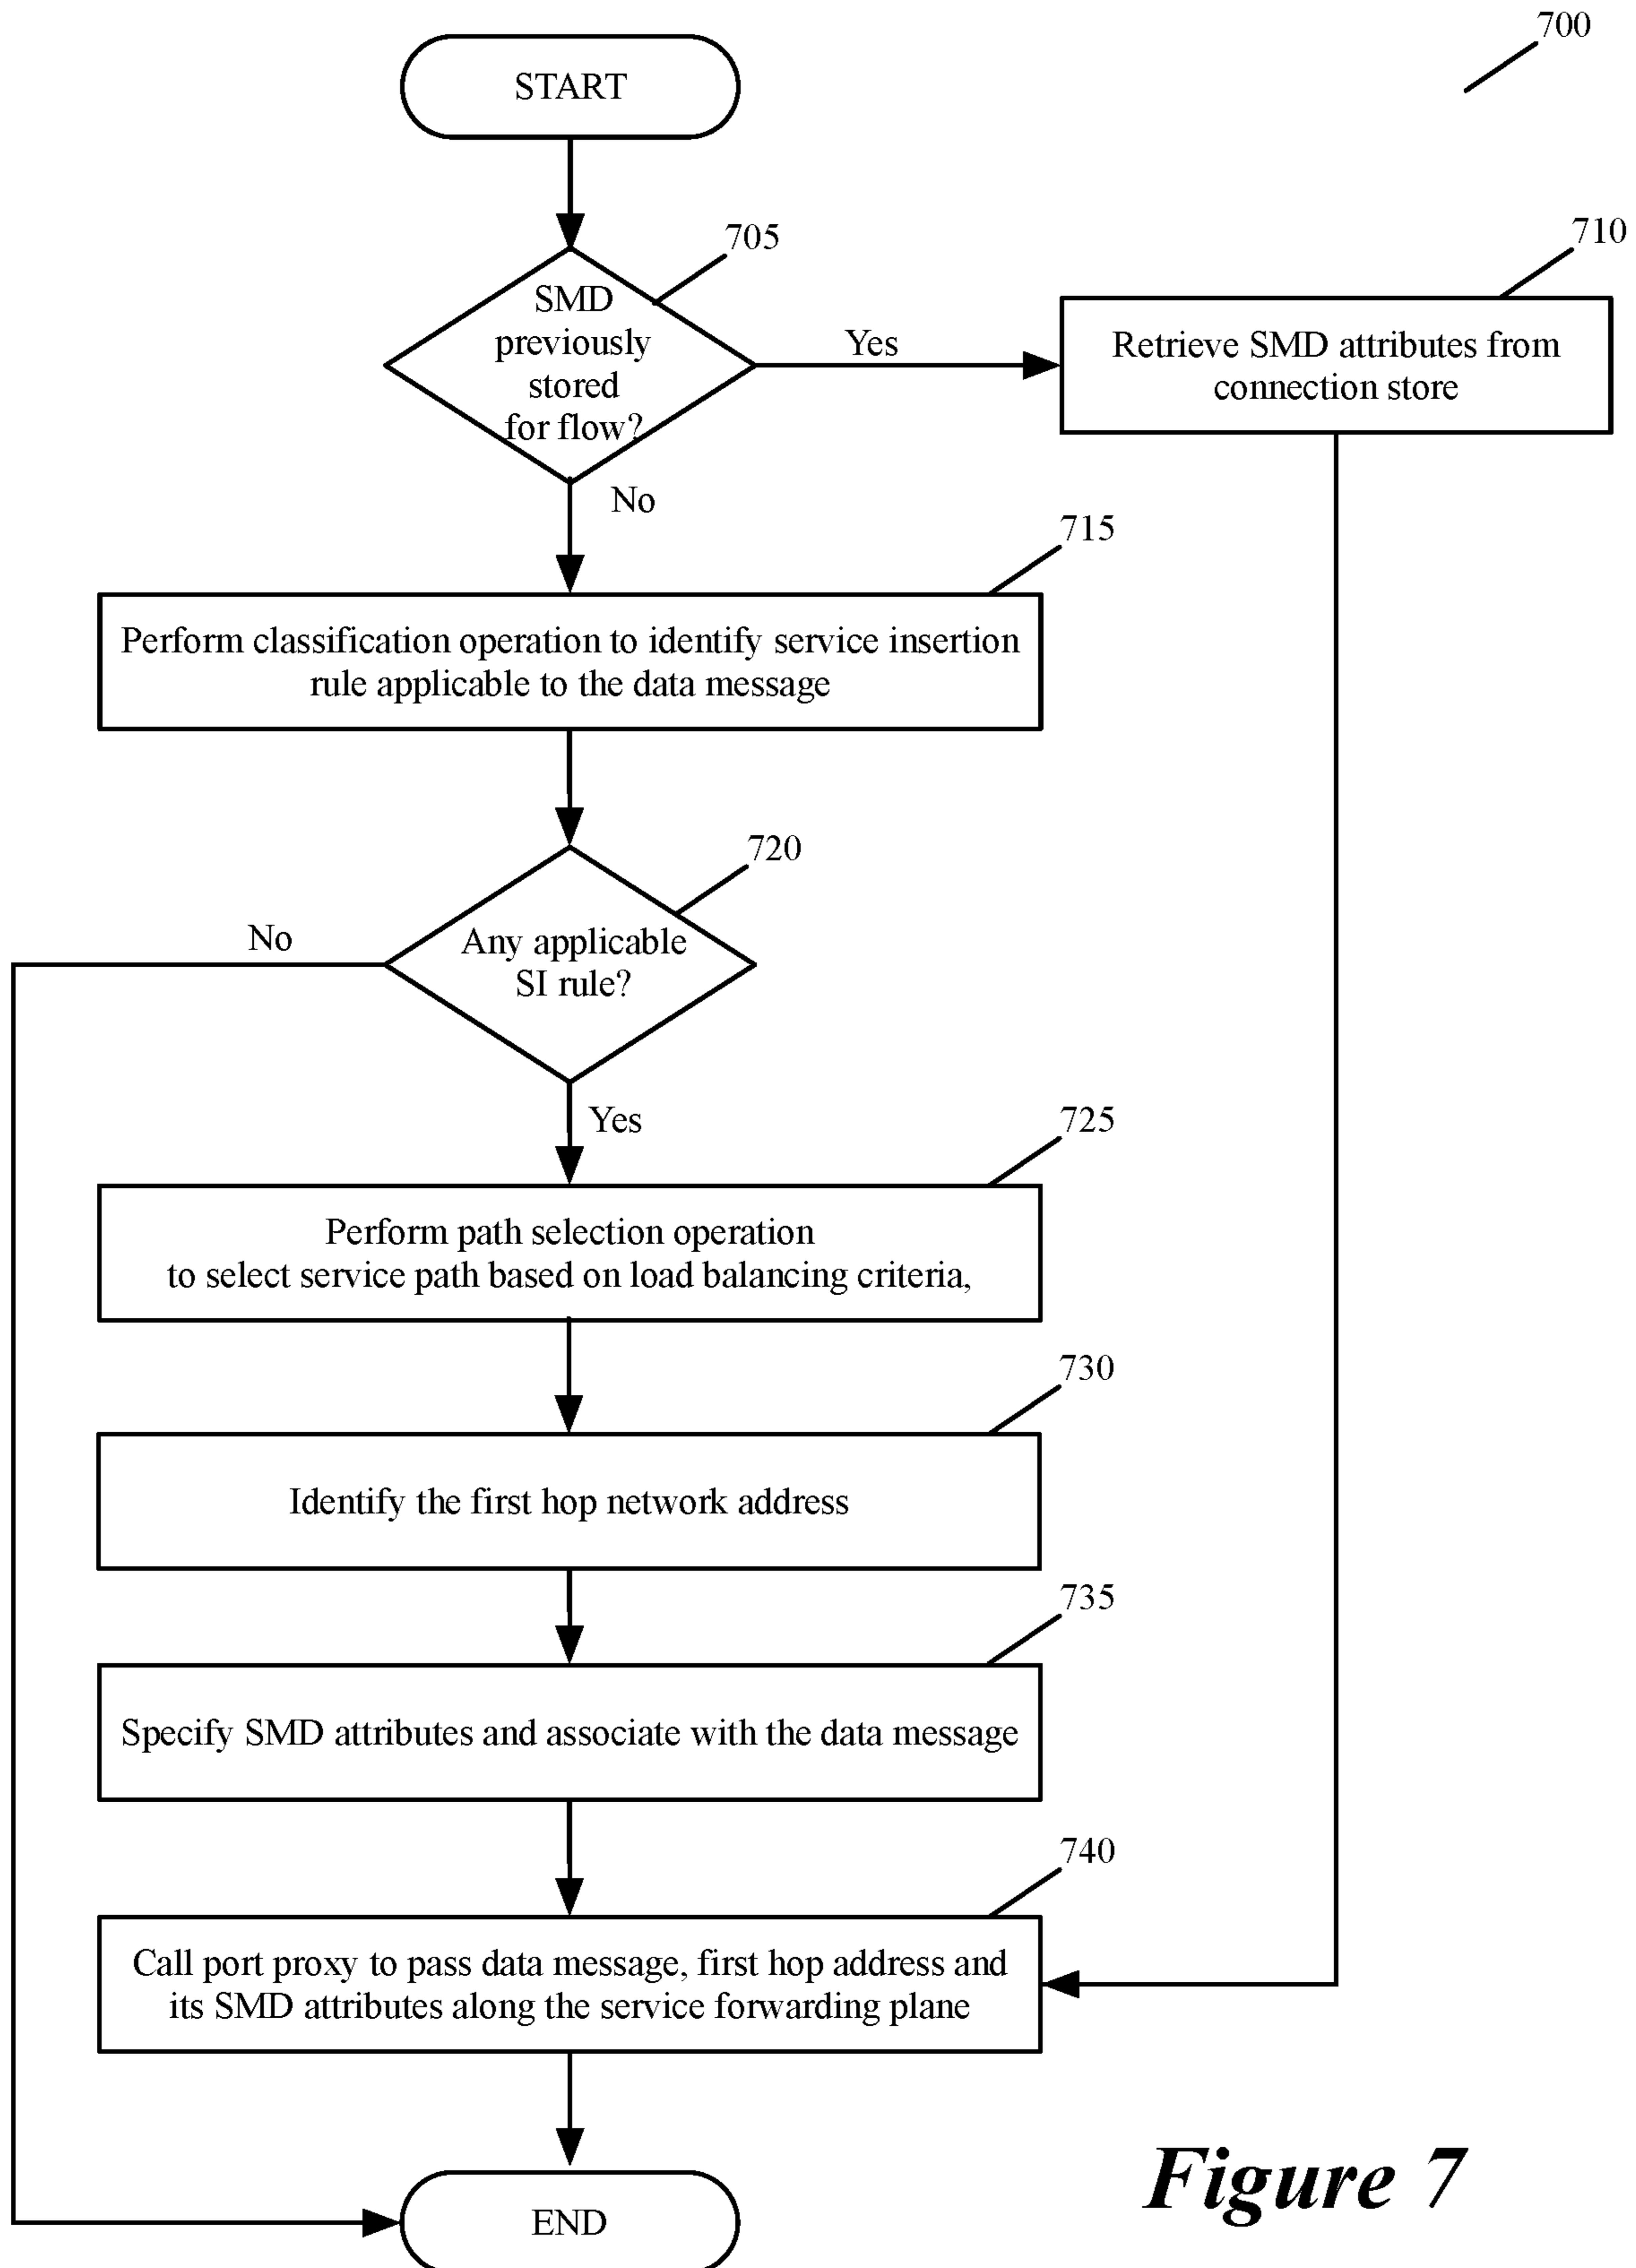 700
START
705
710
SMD
previously
stored
for flow?
Yes
Retrieve SMD attributes from
connection store
No
715
Perform classification operation to identify service insertion
rule applicable to the data message
720
No
Any applicable
SI rule?
Yes
725
Perform path selection operation
to select service path based on load balancing criteria,
730
Identify the first hop network address
735
Specify SMD attributes and associate with the data message
740
Call port proxy to pass data message, first hop address and
its SMD attributes along the service forwarding plane
Figure 7
END